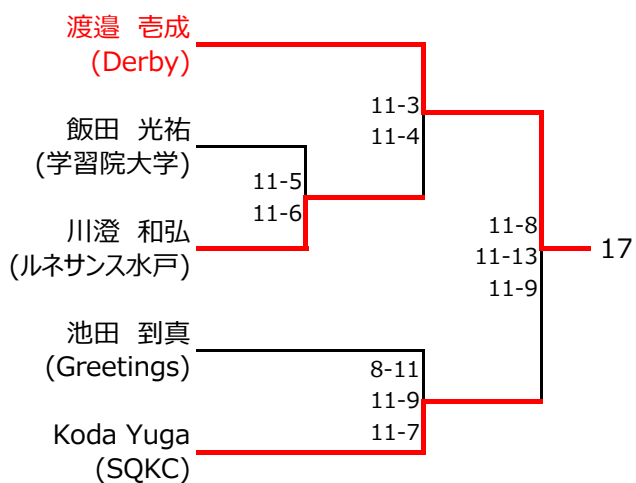 渡邉 壱成
(Derby)
11-3
11-4
飯田 光祐
(学習院大学)
11-5
11-6
川澄 和弘
(ルネサンス水戸)
11-8
11-13
11-9
17
池田 到真
(Greetings)
8-11
11-9
11-7
Koda Yuga
(SQKC)